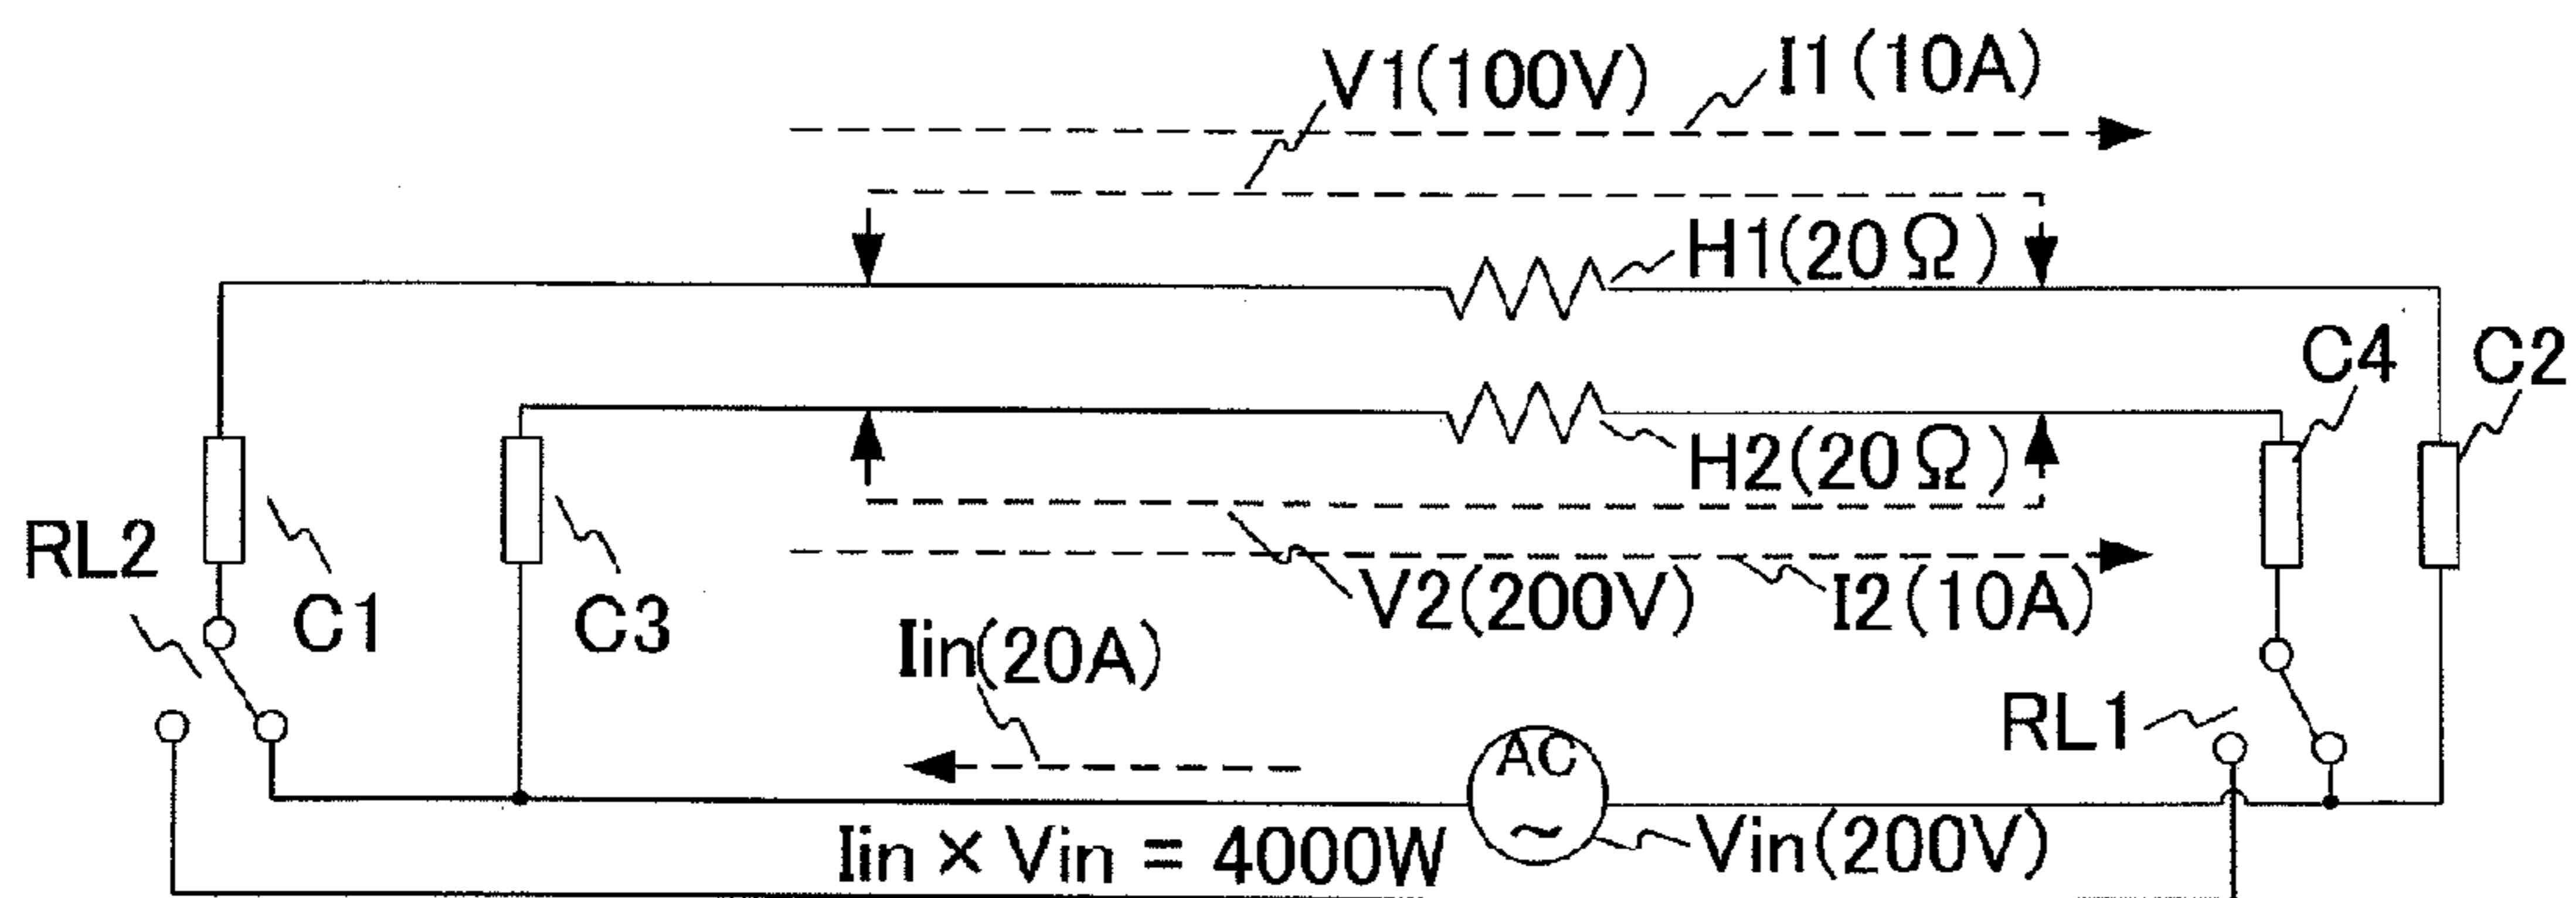 V1(100V)
I1(10A)
H1(20Ω)
C4
C2
H2(20Ω)
RL2
C1
C3
V2(200V)
I2(10A)
Iin(20A)
RL1
AC
~
Iin × Vin = 4000W
Vin(200V)